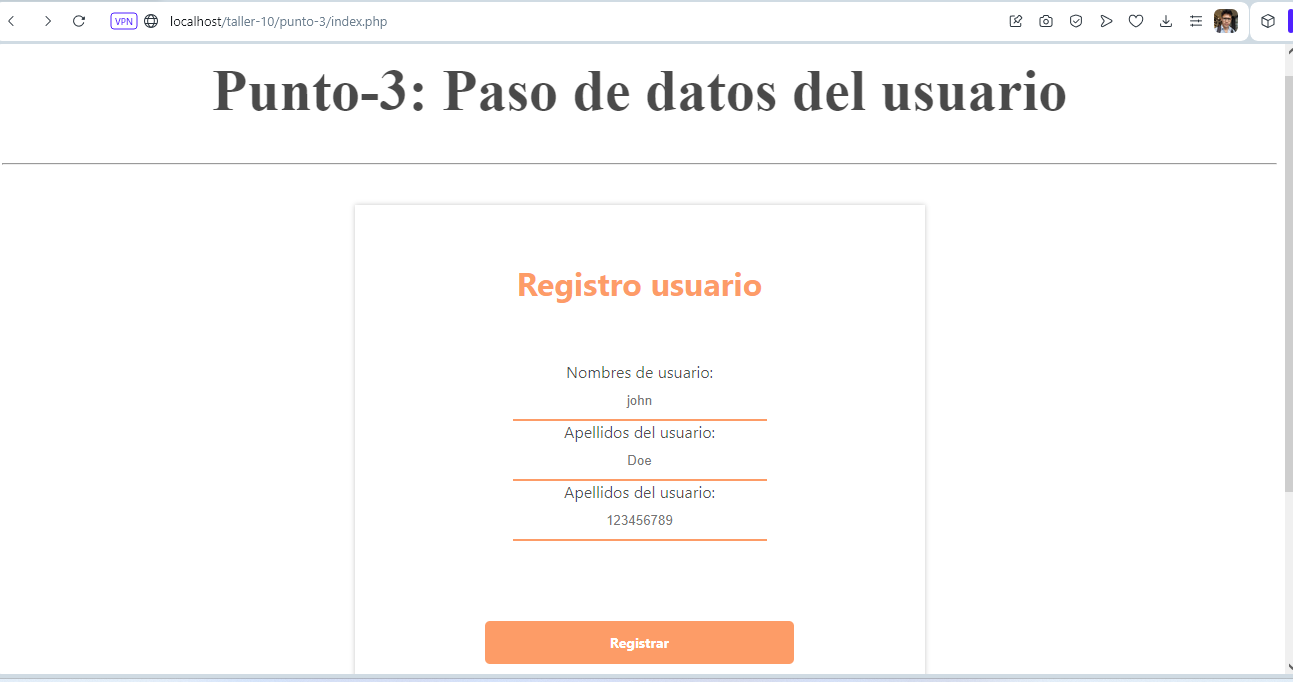 VPN localhost/taller-10/punto-3/index.php
Punto-3: Paso de datos del usuario
Registro usuario
Nombres de usuario:
john
Apellidos del usuario:
Doe
Apellidos del usuario:
123456789
Registrar